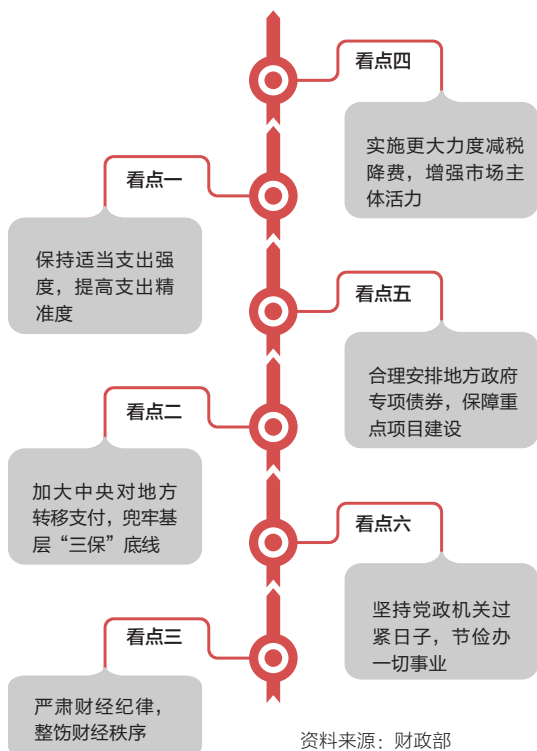 看点四
实施更大力度减税
降费，增强市场主
体活力
看点一
保持适当支出强
度，提高支出精
准度
看点五
合理安排地方政府
专项债券，保障重
点项目建设
看点二
加大中央对地方
转移支付，兜牢基
层“三保”底线
看点六
坚持党政机关过
紧日子，节俭办
一切事业
看点三
严肃财经纪律，
整饬财经秩序
资料来源：财政部